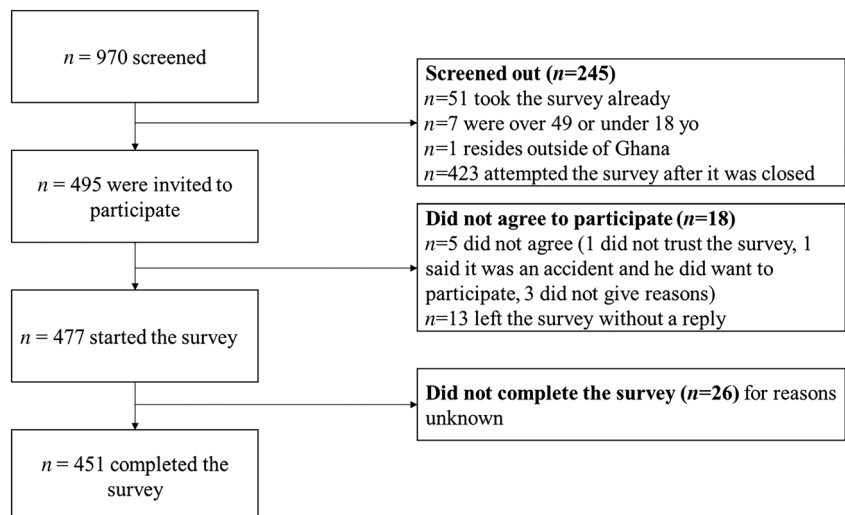 n = 970 screened
Screened out (n=245)
n=51 took the survey already
n=7 were over 49 or under 18 yo
n=1 resides outside of Ghana
n=423 attempted the survey after it was closed
n = 495 were invited to
participate
Did not agree to participate (n=18)
n=5 did not agree (1 did not trust the survey, 1
said it was an accident and he did want to
participate, 3 did not give reasons)
n=13 left the survey without a reply
n = 477 started the survey
Did not complete the survey (n=26) for reasons
unknown
n = 451 completed the
survey